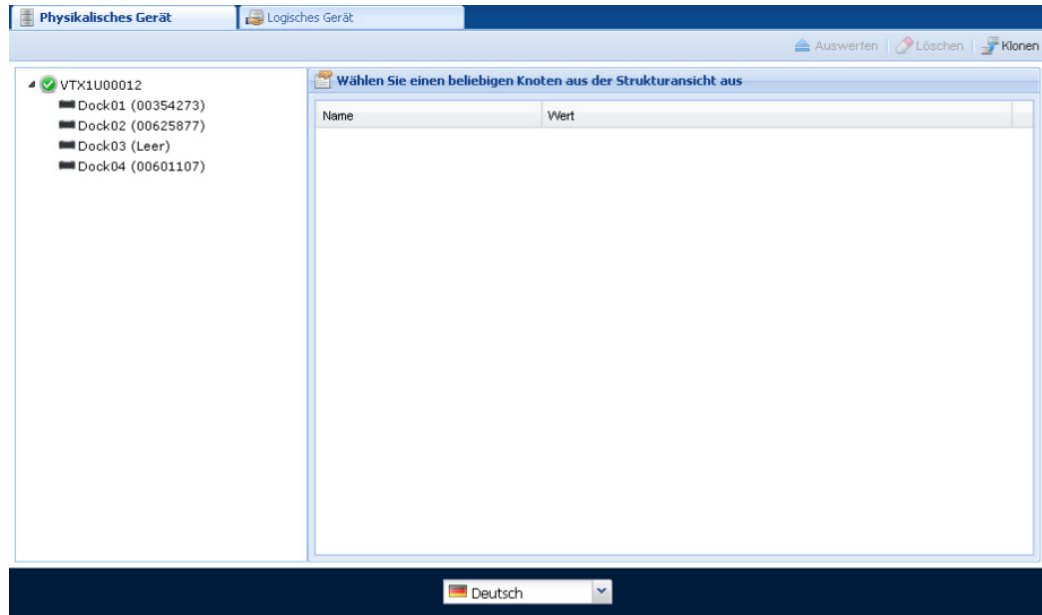 Physikalisches Gerät
Logisches Gerät
Auswerfen
Löschen
Klonen
VTX1U00012
Dock01 (00354273)
Dock02 (00625877)
Dock03 (Leer)
Dock04 (00601107)
Wählen Sie einen beliebigen Knoten aus der Strukturansicht aus
Name
Wert
Deutsch